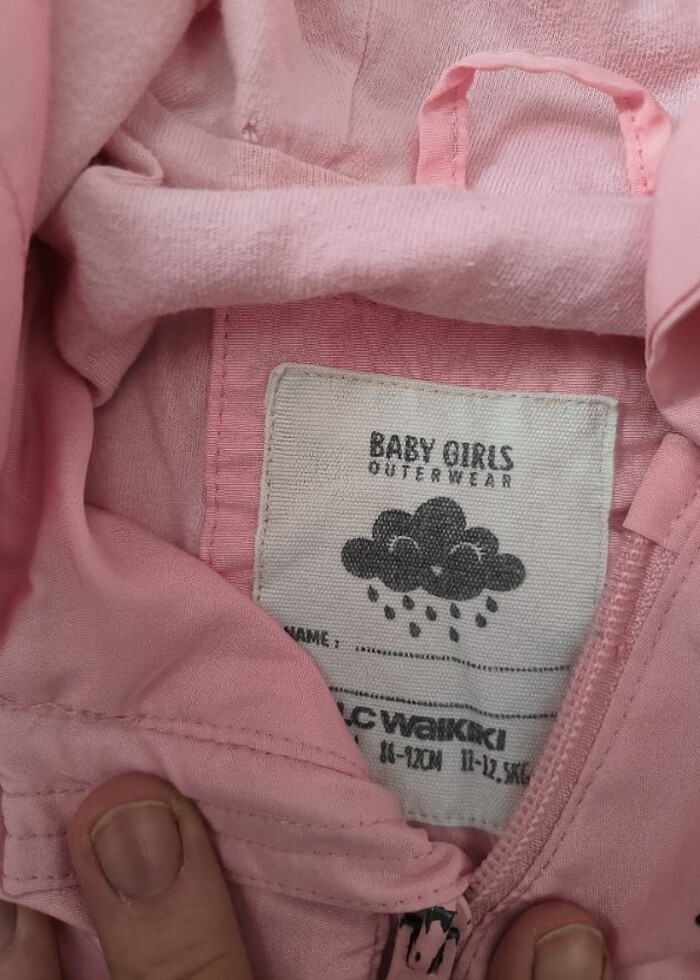 BABY GIRLS
OUTERWEAR
NAME :
LC WAIKIKI
86-92CM 11-12.5KG